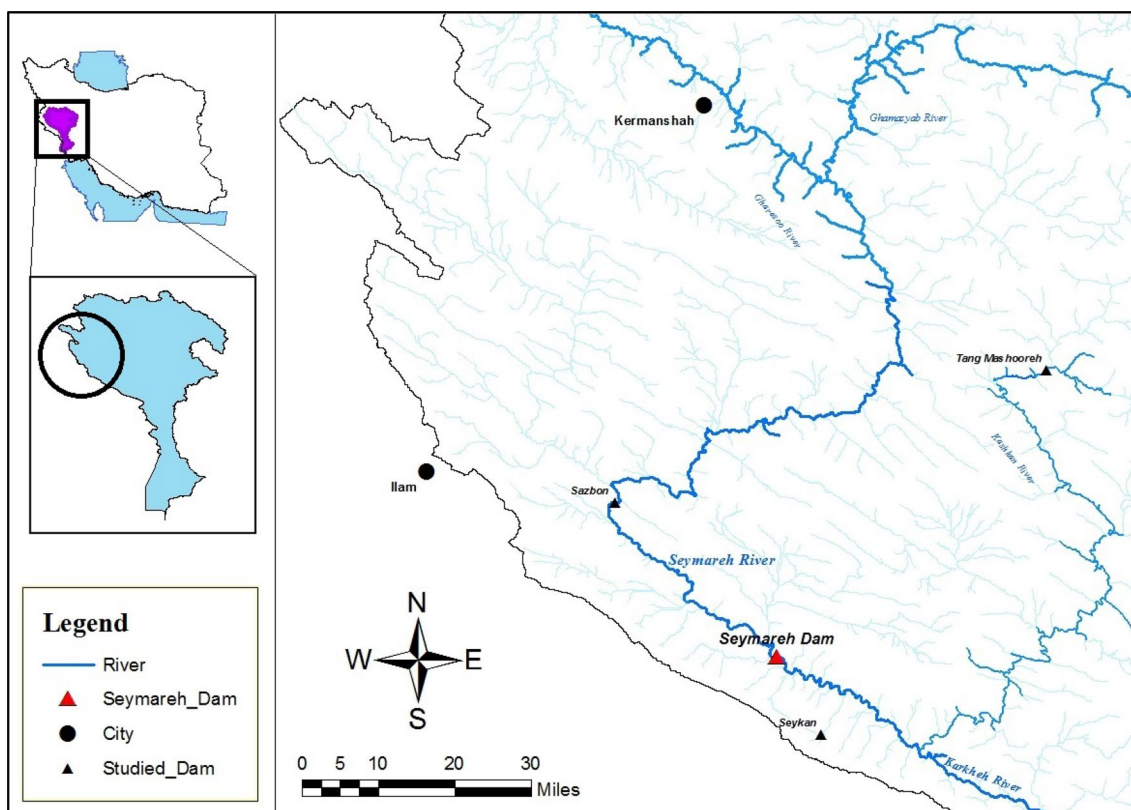 Kermanshah
Ghamasyab River
Gharasou River
Tang Mashooreh
Kashkan River
Ilam
Sazbon
Seymareh River
Seymareh Dam
Seykan
Karkheh River
N
W
E
S
0 5 10 20 30
Miles
Legend
River
Seymareh_Dam
City
Studied_Dam